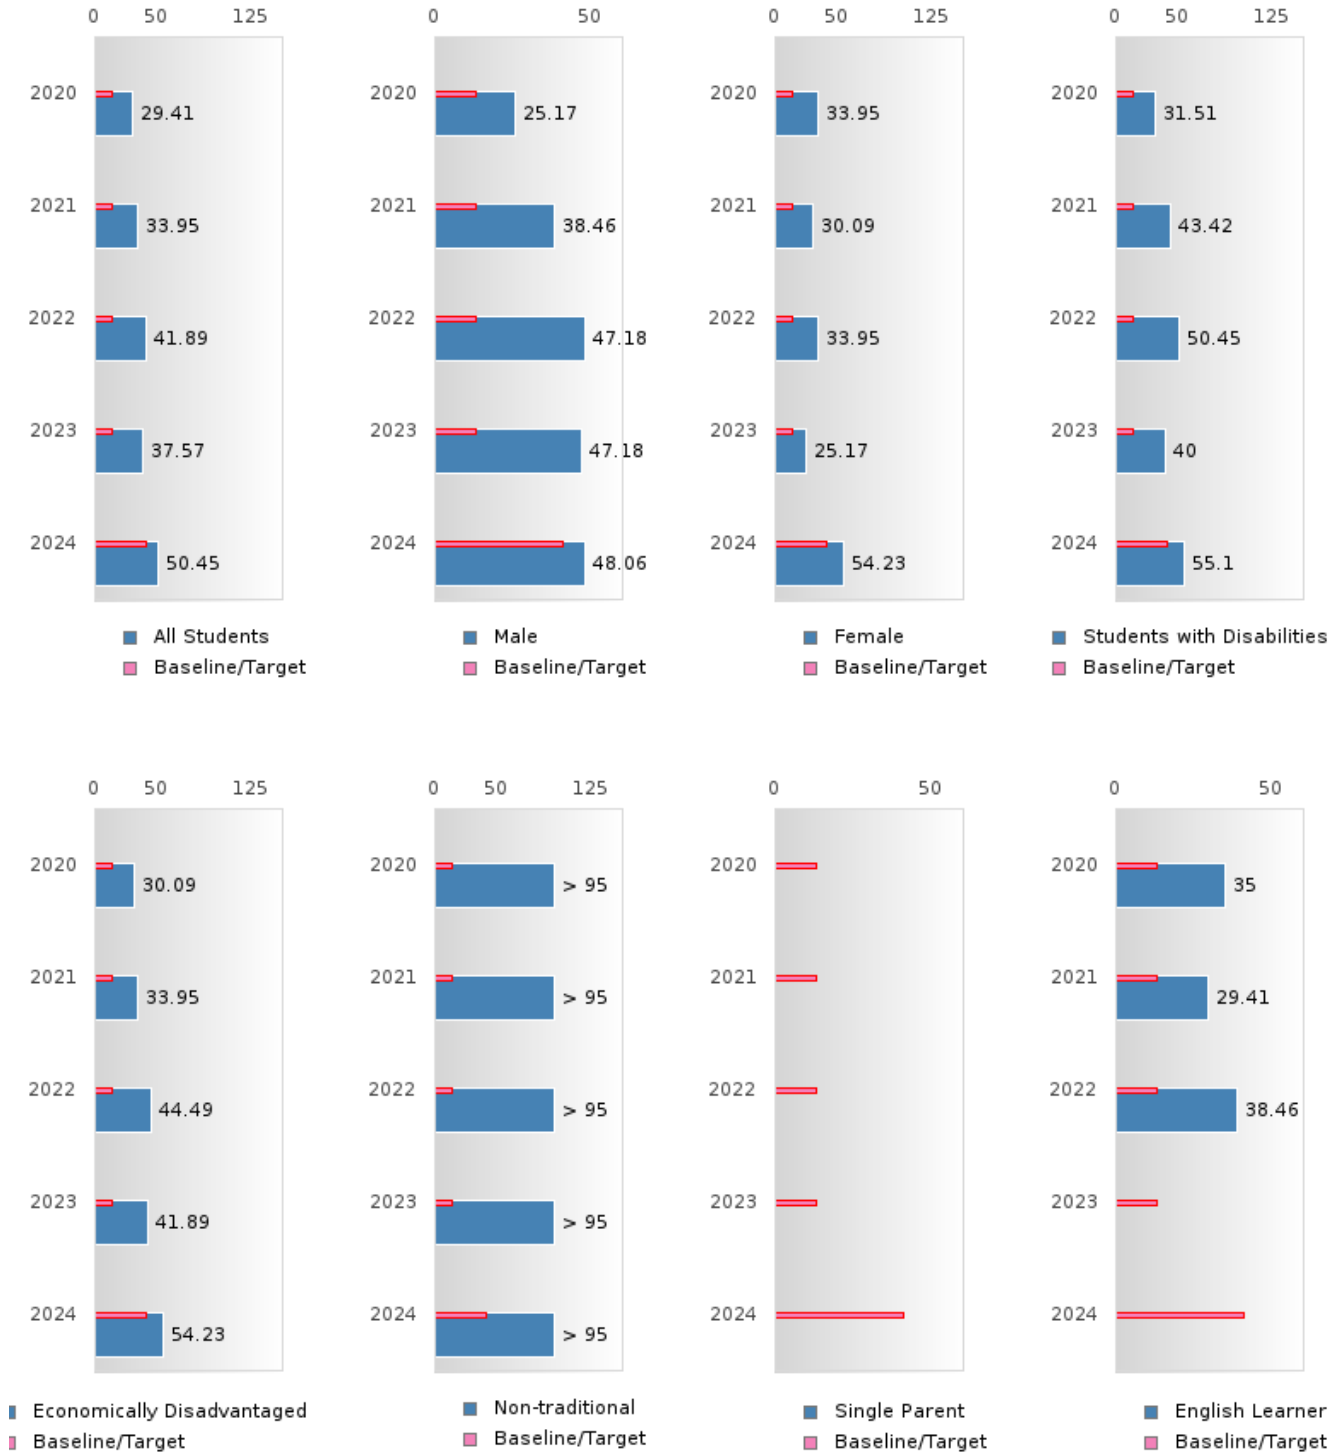 0 50 125 0 50 0 50 125 0 50 125
2020 29.41 2020 25.17 2020 33.95 2020 31.51
2021 33.95 2021 38.46 2021 30.09 2021 43.42
2022 41.89 2022 47.18 2022 33.95 2022 50.45
2023 37.57 2023 47.18 2023 25.17 2023 40
2024 50.45 2024 48.06 2024 54.23 2024 55.1
All Students Male Female Students with Disabilities
Baseline/Target Baseline/Target Baseline/Target Baseline/Target
0 50 125 0 50 125 0 50 0 50
2020 30.09 2020 > 95 2020 2020 35
2021 33.95 2021 > 95 2021 2021 29.41
2022 44.49 2022 > 95 2022 2022 38.46
2023 41.89 2023 > 95 2023 2023
2024 54.23 2024 > 95 2024 2024
Economically Disadvantaged Non-traditional Single Parent English Learner
Baseline/Target Baseline/Target Baseline/Target Baseline/Target